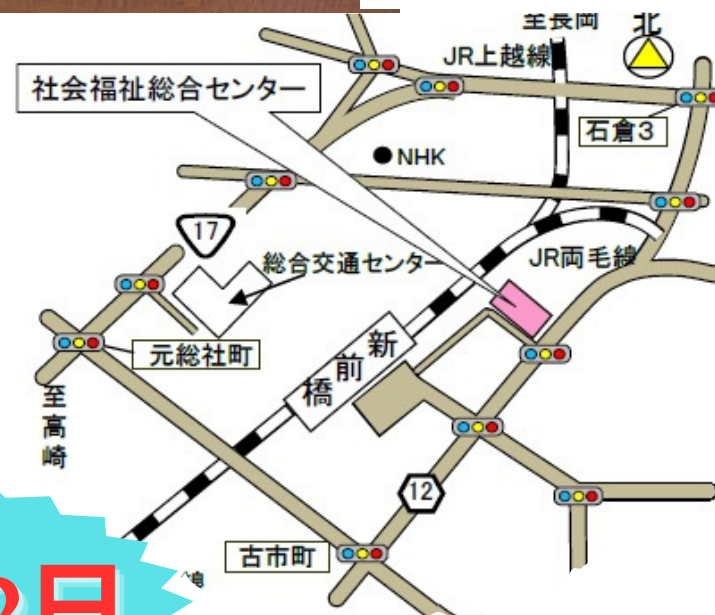 至長岡
北
JR上越線
社会福祉総合センター
石倉3
NHK
17
総合交通センター
JR両毛線
新前橋
元総社町
至高崎
12
古市町
2日